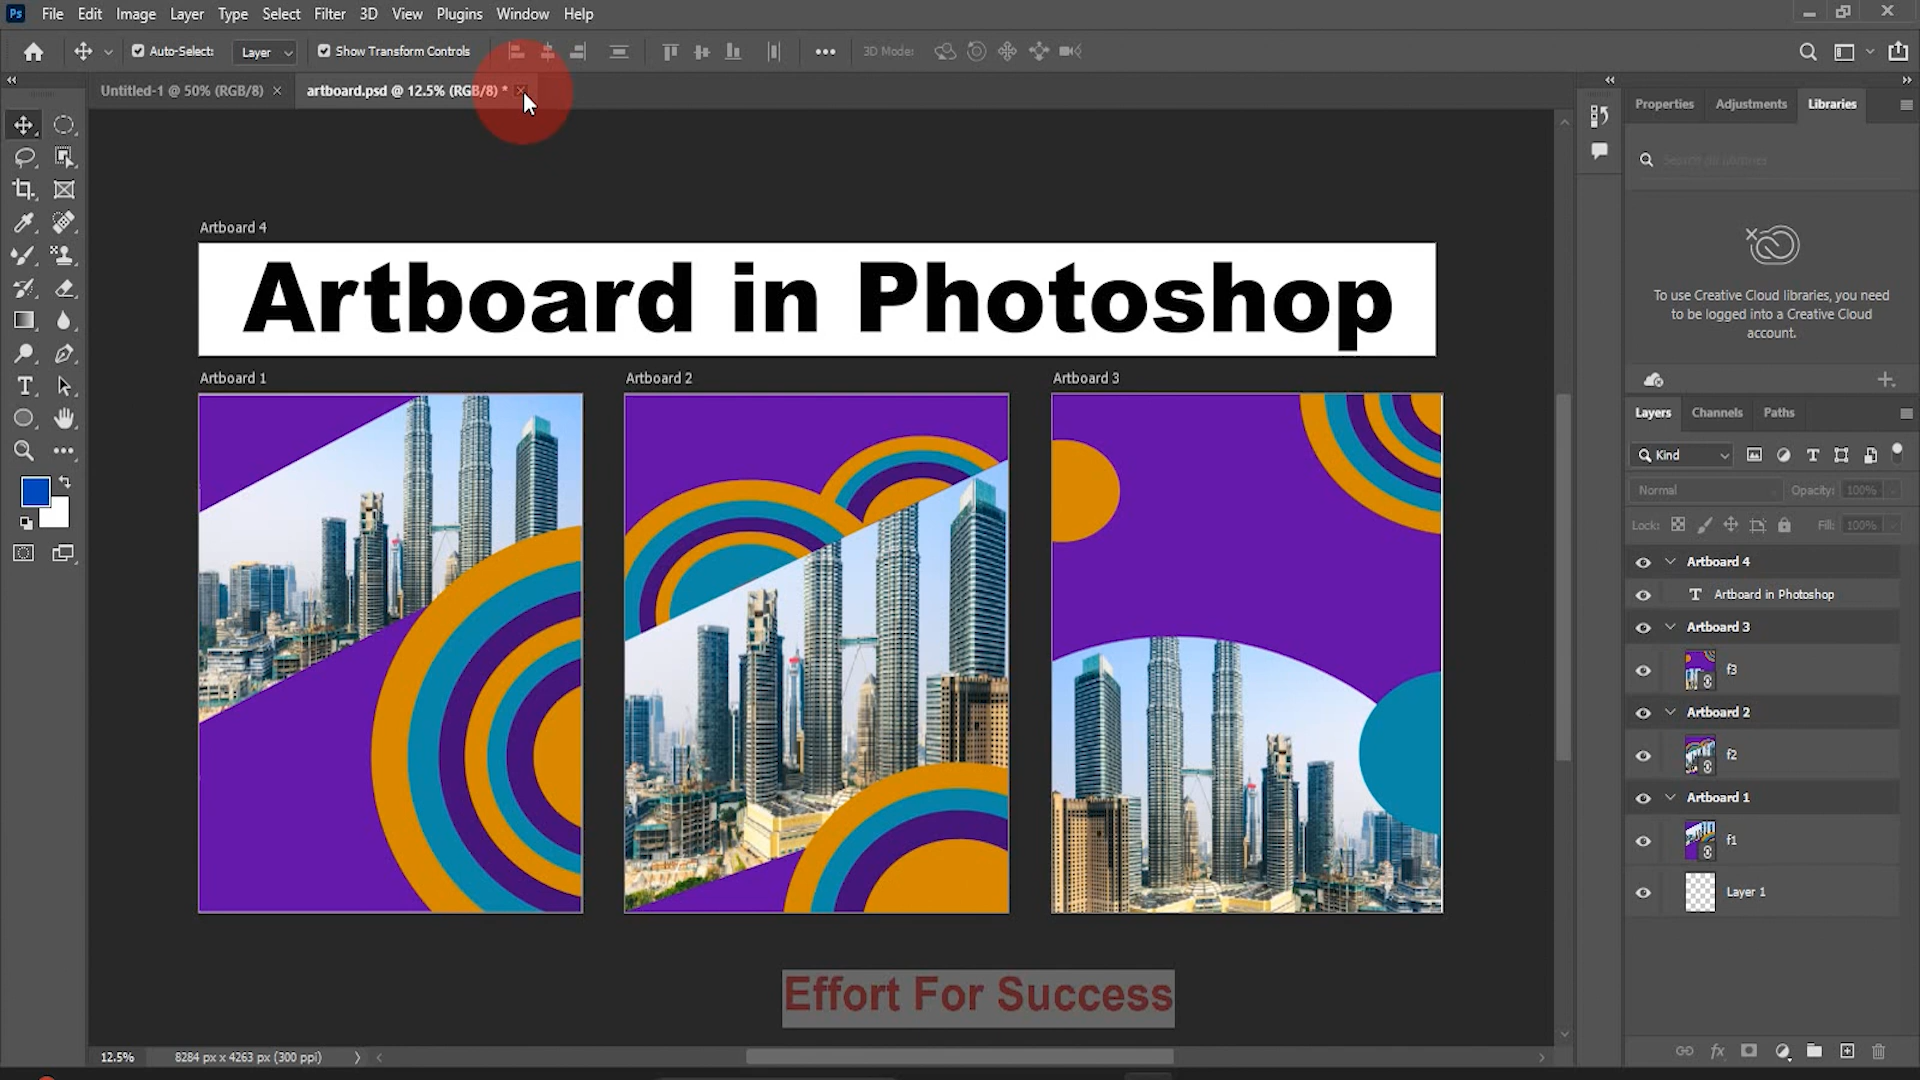 Ps File Edit Image Layer Type Select Filter 3D View Plugins Window Help
Auto-Select: Layer Show Transform Controls 3D Mode:
Untitled-1 @ 50% (RGB/8) artboard.psd @ 12.5% (RGB/8) *
Properties Adjustments Libraries
Search all libraries
To use Creative Cloud libraries, you need
to be logged into a Creative Cloud
account.
Artboard 4
Artboard in Photoshop
Artboard 1 Artboard 2 Artboard 3
Layers Channels Paths
Kind
Normal Opacity: 100%
Lock: Fill: 100%
Artboard 4
T Artboard in Photoshop
Artboard 3
f3
Artboard 2
f2
Artboard 1
f1
Layer 1
Effort For Success
12.5% 8284 px x 4263 px (300 ppi)